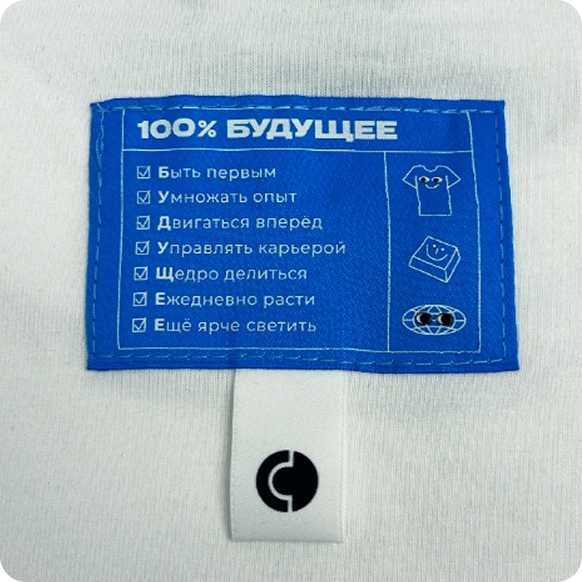 100% БУДУЩЕЕ
Быть первым
Умножать опыт
Двигаться вперёд
Управлять карьерой
Щедро делиться
Ежедневно расти
Ещё ярче светить